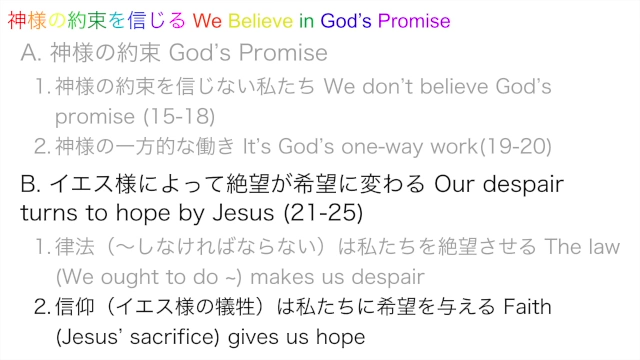 神様の約束を信じる We Believe in God’s Promise
A. 神様の約束 God’s Promise
1. 神様の約束を信じない私たち We don’t believe God’s
promise (15-18)
2. 神様の一方的な働き It’s God’s one-way work(19-20)
B. イエス様によって絶望が希望に変わる Our despair
turns to hope by Jesus (21-25)
1. 律法（〜しなければならない）は私たちを絶望させる The law
(We ought to do ~) makes us despair
2. 信仰（イエス様の犠牲）は私たちに希望を与える Faith
(Jesus’ sacrifice) gives us hope